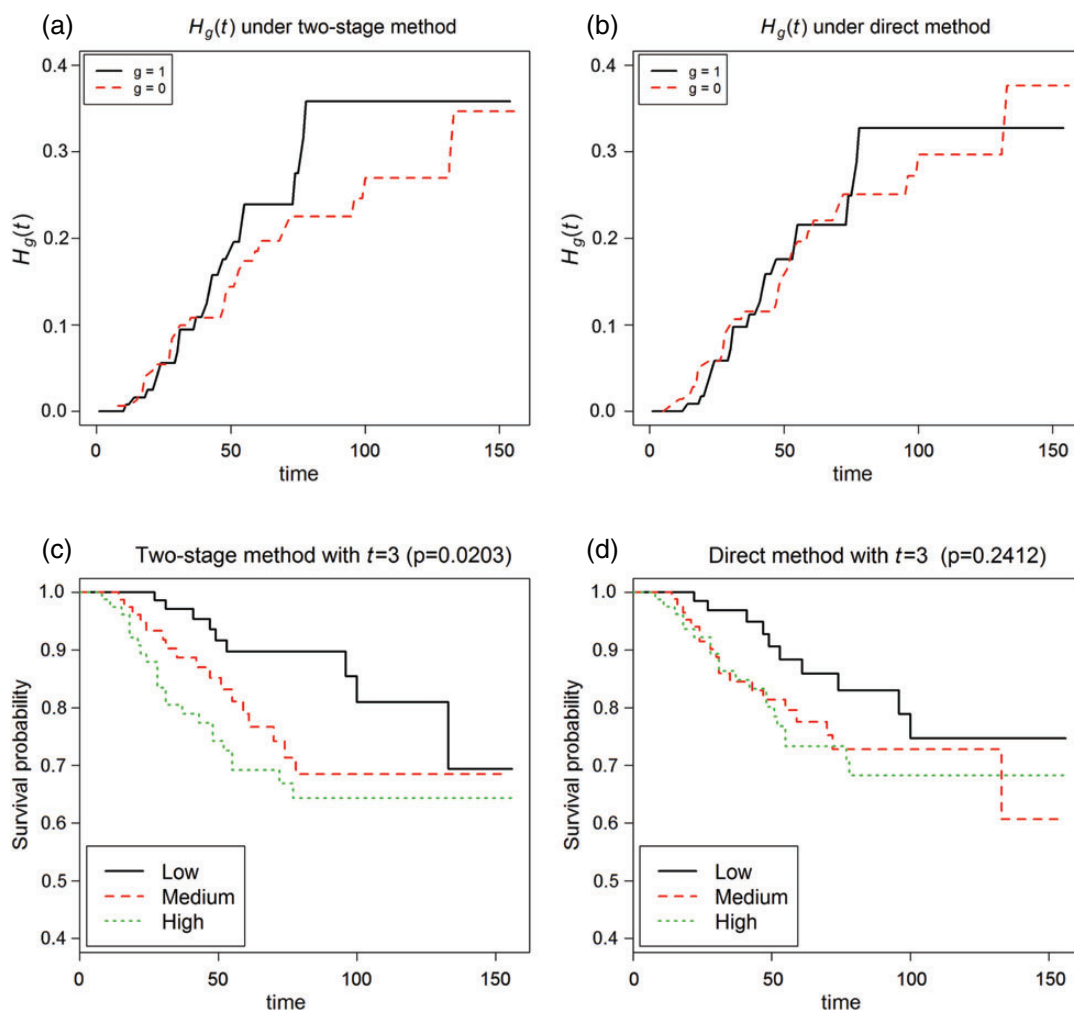 (a)
H_g(t) under two-stage method
g = 1
g = 0
0.4
0.3
0.2
0.1
0.0
H_g(t)
0 50 100 150
time
(b)
H_g(t) under direct method
g = 1
g = 0
0.4
0.3
0.2
0.1
0.0
H_g(t)
0 50 100 150
time
(c)
Two-stage method with t=3 (p=0.0203)
1.0
0.9
0.8
0.7
0.6
0.5
0.4
Survival probability
Low
Medium
High
0 50 100 150
time
(d)
Direct method with t=3 (p=0.2412)
1.0
0.9
0.8
0.7
0.6
0.5
0.4
Survival probability
Low
Medium
High
0 50 100 150
time